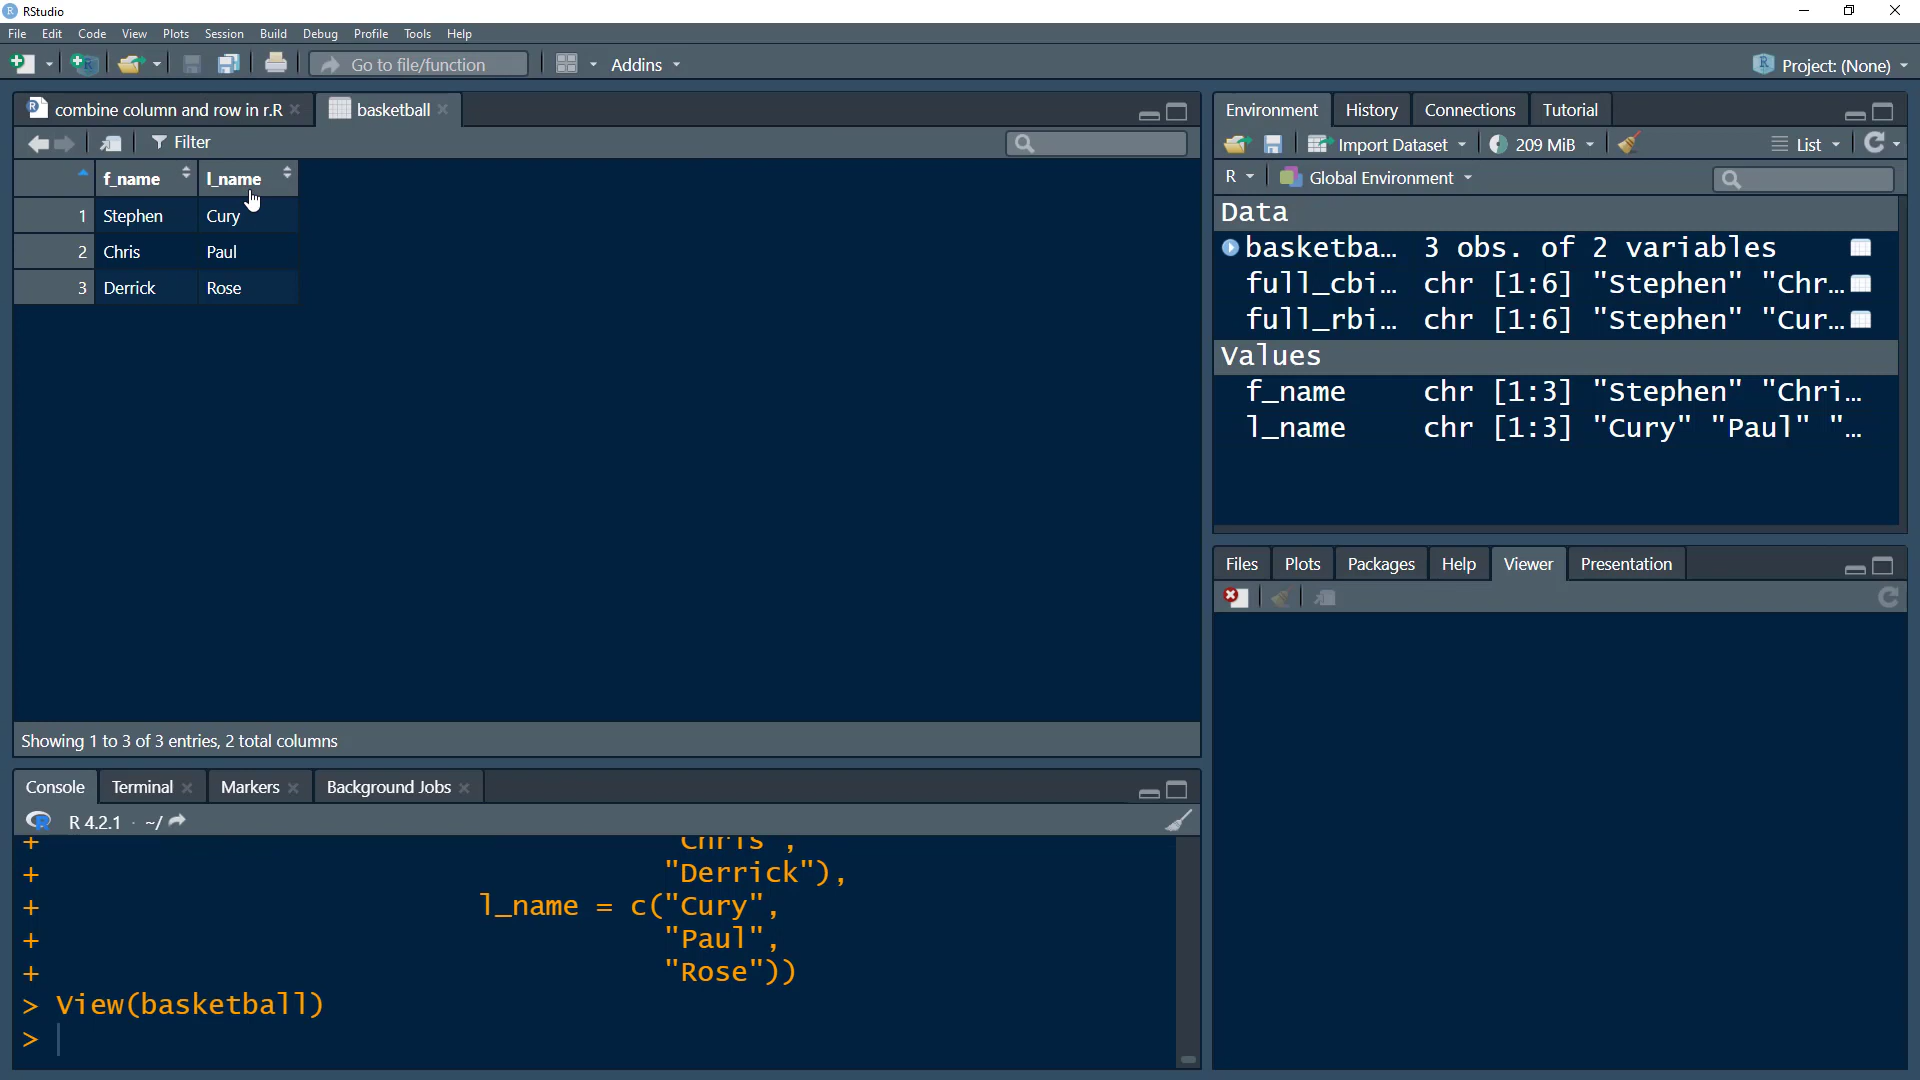 RStudio
File Edit Code View Plots Session Build Debug Profile Tools Help
Go to file/function Addins Project: (None)
combine column and row in r.R basketball
Filter
f_name l_name
1 Stephen Cury
2 Chris Paul
3 Derrick Rose
Showing 1 to 3 of 3 entries, 2 total columns
Console Terminal Markers Background Jobs
R 4.2.1 · ~/
+ "Chris",
+ "Derrick"),
+ l_name = c("Cury",
+ "Paul",
+ "Rose"))
> View(basketball)
>
Environment History Connections Tutorial
Import Dataset 209 MiB List
R Global Environment
Data
basketba… 3 obs. of 2 variables
full_cbi… chr [1:6] "Stephen" "Chr…
full_rbi… chr [1:6] "Stephen" "Cur…
Values
f_name chr [1:3] "Stephen" "Chri…
l_name chr [1:3] "Cury" "Paul" "…
Files Plots Packages Help Viewer Presentation